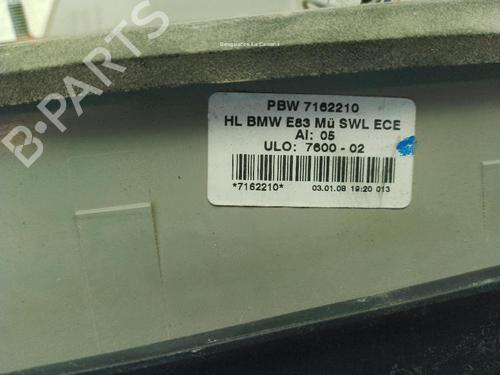 Desguaces La Cabaña
PBW 7162210
HL BMW E83 Mü SWL ECE
AI: 05
ULO: 7600 - 02
*7162210*
03.01.08 19:20 013
B-PARTS